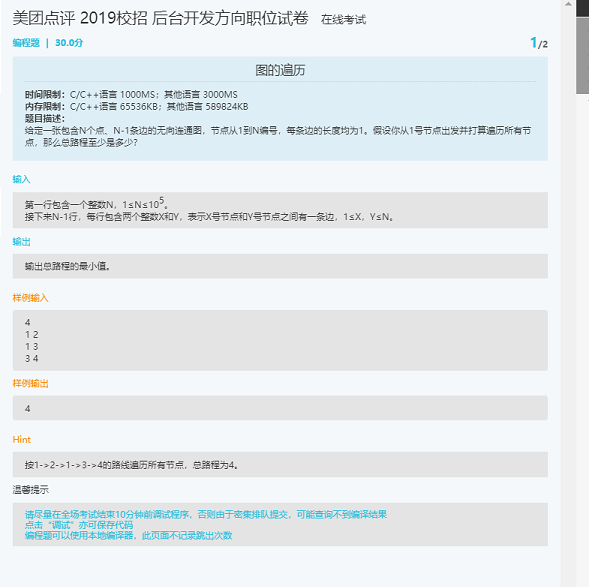 美团点评 2019校招 后台开发方向职位试卷 在线考试
编程题 | 30.0分 1/2
图的遍历
时间限制：C/C++语言 1000MS；其他语言 3000MS
内存限制：C/C++语言 65536KB；其他语言 589824KB
题目描述：
给定一张包含N个点、N-1条边的无向连通图，节点从1到N编号，每条边的长度均为1。假设你从1号节点出发并打算遍历所有节
点，那么总路程至少是多少？
输入
第一行包含一个整数N，1≤N≤10^5。
接下来N-1行，每行包含两个整数X和Y，表示X号节点和Y号节点之间有一条边，1≤X，Y≤N。
输出
输出总路程的最小值。
样例输入
4
1 2
1 3
3 4
样例输出
4
Hint
按1->2->1->3->4的路线遍历所有节点，总路程为4。
温馨提示
请尽量在全场考试结束10分钟前调试程序，否则由于密集排队提交，可能查询不到编译结果
点击“调试”亦可保存代码
编程题可以使用本地编译器，此页面不记录跳出次数